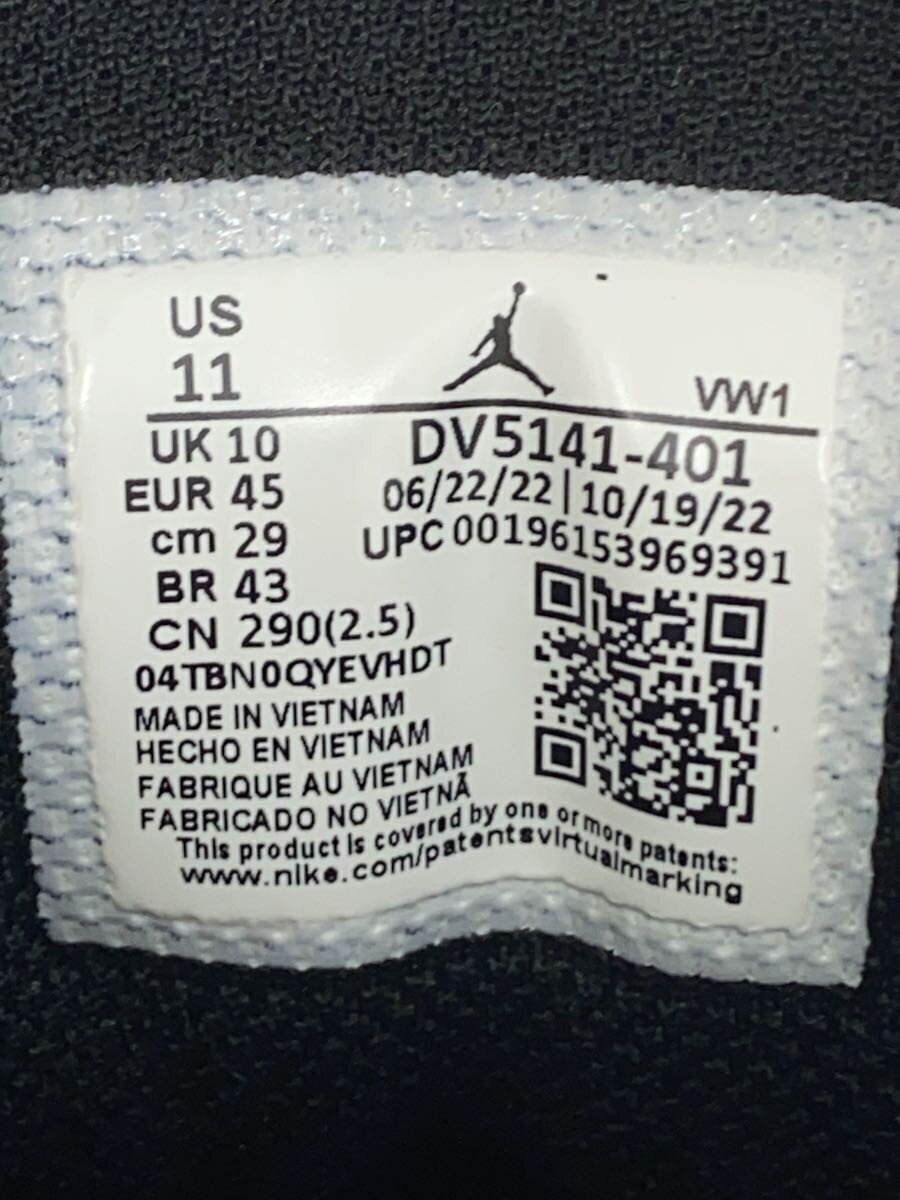 US
11
VW1
UK 10
EUR 45
cm 29
BR 43
CN 290(2.5)
DV5141-401
06/22/22 | 10/19/22
UPC 00196153969391
04TBN0QYEVHDT
MADE IN VIETNAM
HECHO EN VIETNAM
FABRIQUE AU VIETNAM
FABRICADO NO VIETNÃ
This product is covered by one or more patents:
www.nike.com/patentsvirtualmarking